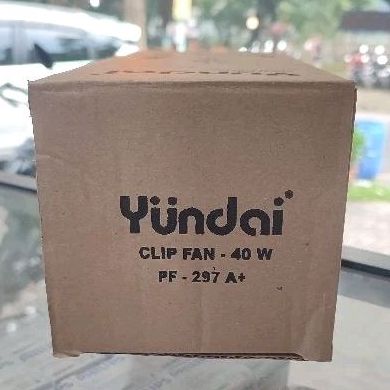 Yündai®
CLIP FAN - 40 W
PF - 297 A+